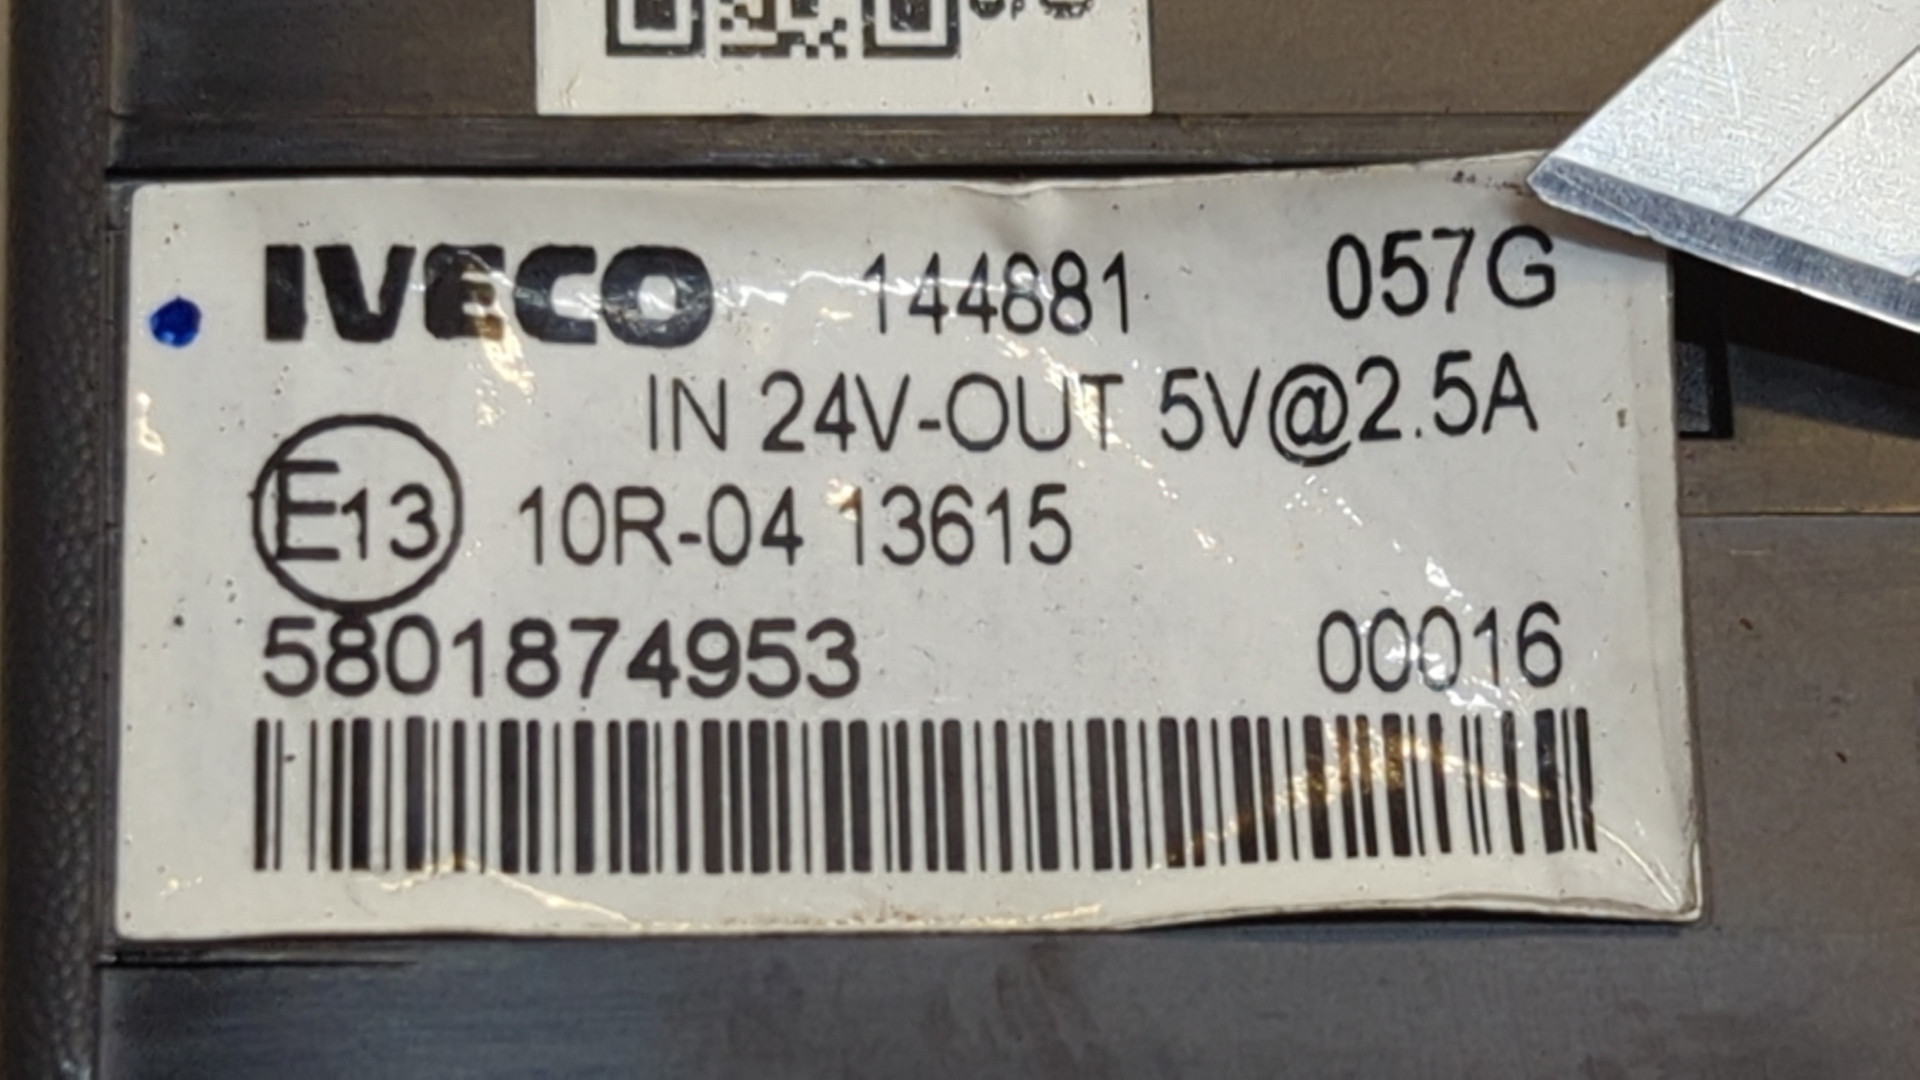 IVECO 144881 057G
IN 24V-OUT 5V@2.5A
E13 10R-04 13615
5801874953 00016